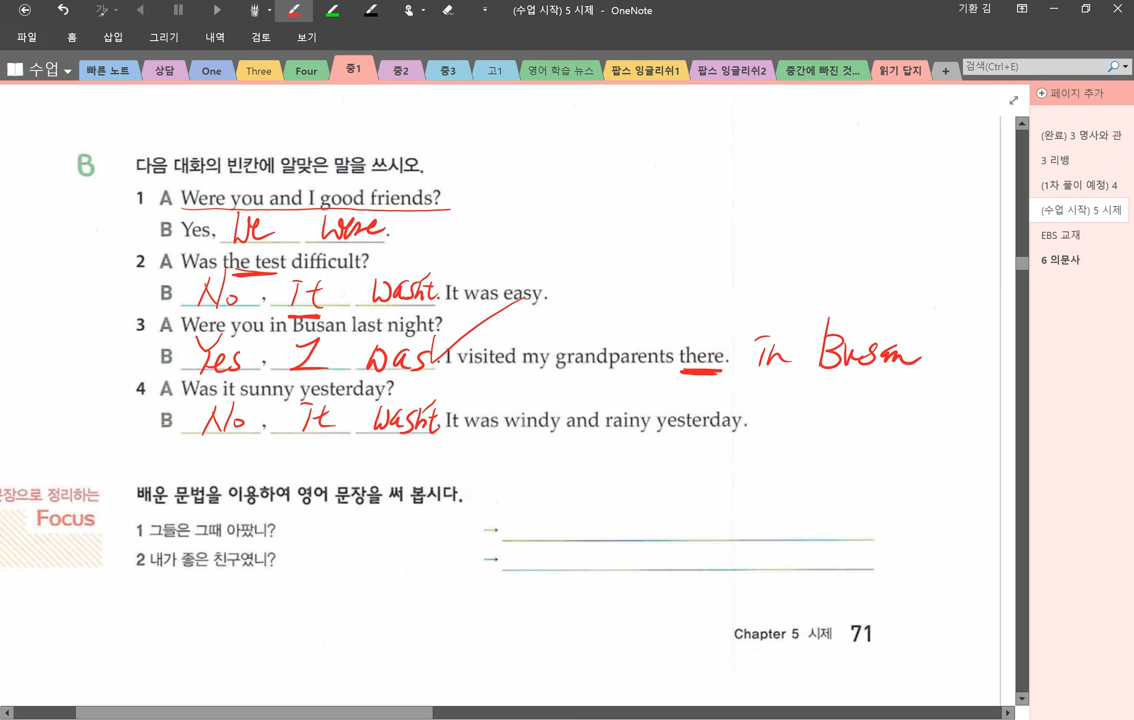 (수업 시작) 5 시제 - OneNote
기환 김
파일 홈 삽입 그리기 내역 검토 보기
수업 빠른 노트 상담 One Three Four 중1 중2 중3 고1 영어 학습 뉴스 팝스 잉글리쉬1 팝스 잉글리쉬2 중간에 빠진 것... 읽기 답지 + 검색(Ctrl+E)
페이지 추가
(완료) 3 명사와 관
3 리뱅
(1차 풀이 예정) 4
(수업 시작) 5 시제
EBS 교재
6 의문사
B 다음 대화의 빈칸에 알맞은 말을 쓰시오.
1 A Were you and I good friends?
B Yes, We were.
2 A Was the test difficult?
B No, It wasn't. It was easy.
3 A Were you in Busan last night?
B Yes, I was. I visited my grandparents there. in Busan
4 A Was it sunny yesterday?
B No, It wasn't, It was windy and rainy yesterday.
문장으로 정리하는
Focus
배운 문법을 이용하여 영어 문장을 써 봅시다.
1 그들은 그때 아팠니? →
2 내가 좋은 친구였니? →
Chapter 5 시제 71